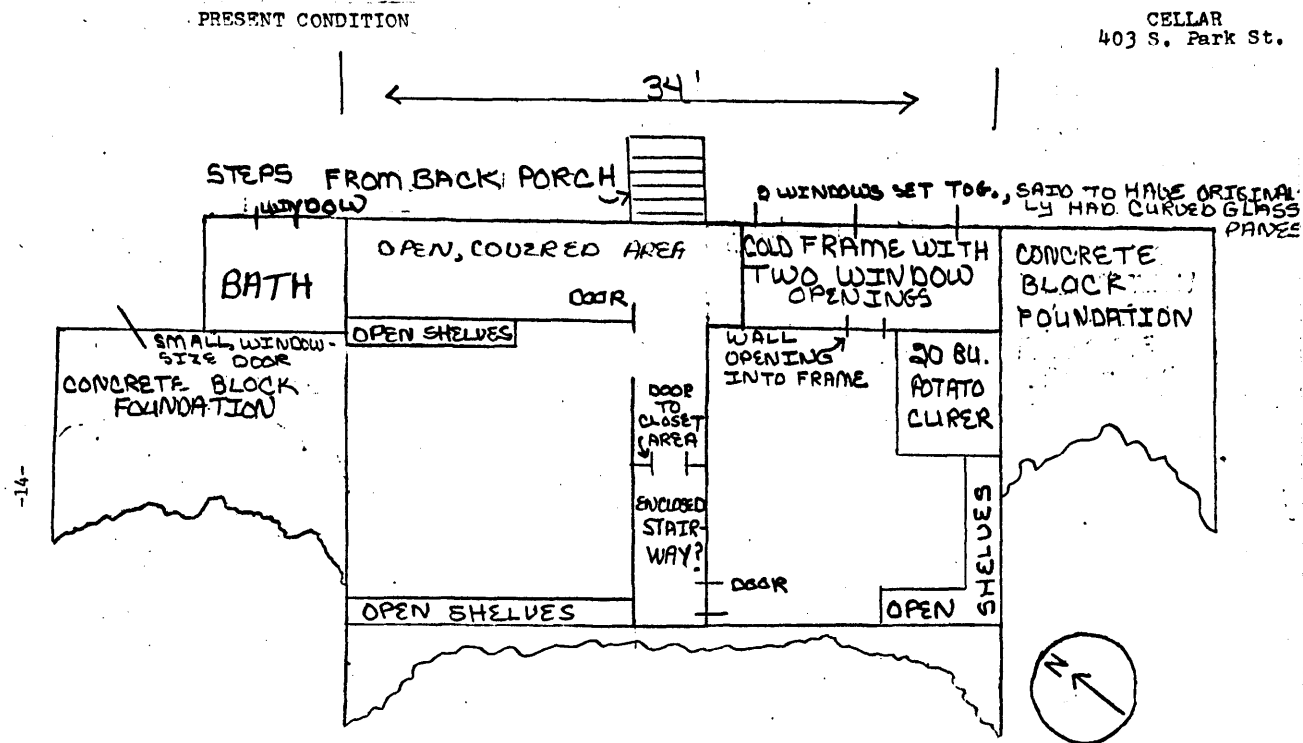 PRESENT CONDITION
CELLAR
403 S. Park St.
34'
STEPS FROM BACK PORCH
WINDOW
WINDOWS SET TOG., SAID TO HAVE ORIGINAL-
LY HAD CURVED GLASS
PANES
BATH
OPEN, COVERED AREA
COLD FRAME WITH
TWO WINDOW
OPENINGS
CONCRETE
BLOCK
FOUNDATION
DOOR
OPEN SHELVES
SMALL, WINDOW-
SIZE DOOR
CONCRETE BLOCK
FOUNDATION
WALL
OPENING
INTO FRAME
20 BU.
POTATO
CURER
DOOR
TO
CLOSET
AREA
-14-
ENCLOSED
STAIR-
WAY?
SHELVES
DOOR
OPEN SHELVES
OPEN
N